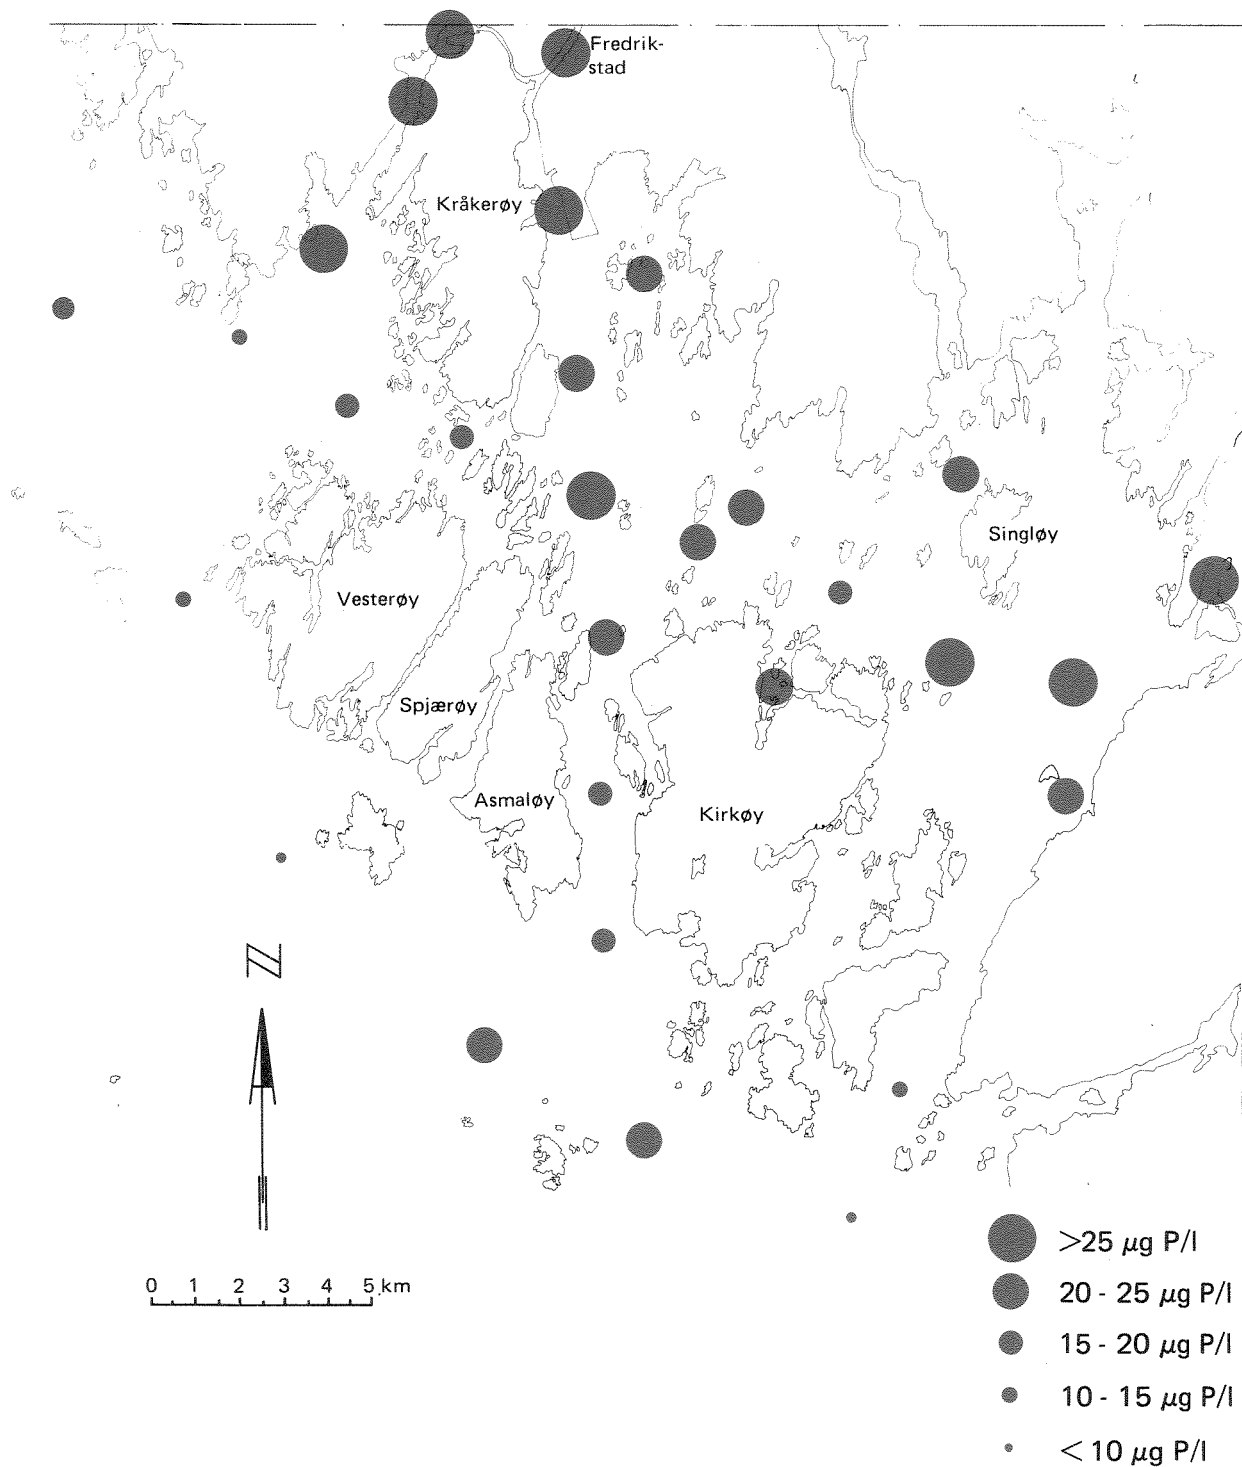 Fredrik-
stad
Kråkerøy
Singløy
Vesterøy
Spjærøy
Asmaløy
Kirkøy
N
0 1 2 3 4 5 km
>25 µg P/l
20 - 25 µg P/l
15 - 20 µg P/l
10 - 15 µg P/l
<10 µg P/l